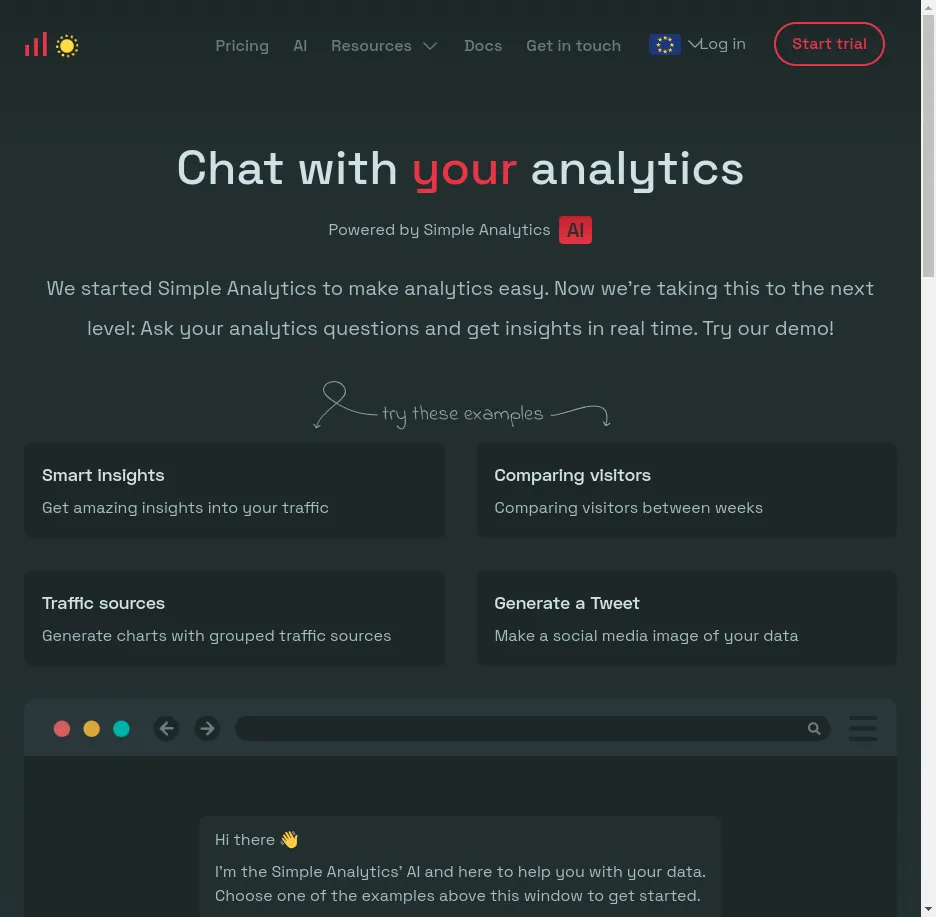 Pricing AI Resources Docs Get in touch Log in Start trial
Chat with your analytics
Powered by Simple Analytics AI
We started Simple Analytics to make analytics easy. Now we're taking this to the next
level: Ask your analytics questions and get insights in real time. Try our demo!
try these examples
Smart insights
Get amazing insights into your traffic
Comparing visitors
Comparing visitors between weeks
Traffic sources
Generate charts with grouped traffic sources
Generate a Tweet
Make a social media image of your data
Hi there 👋
I'm the Simple Analytics' AI and here to help you with your data.
Choose one of the examples above this window to get started.